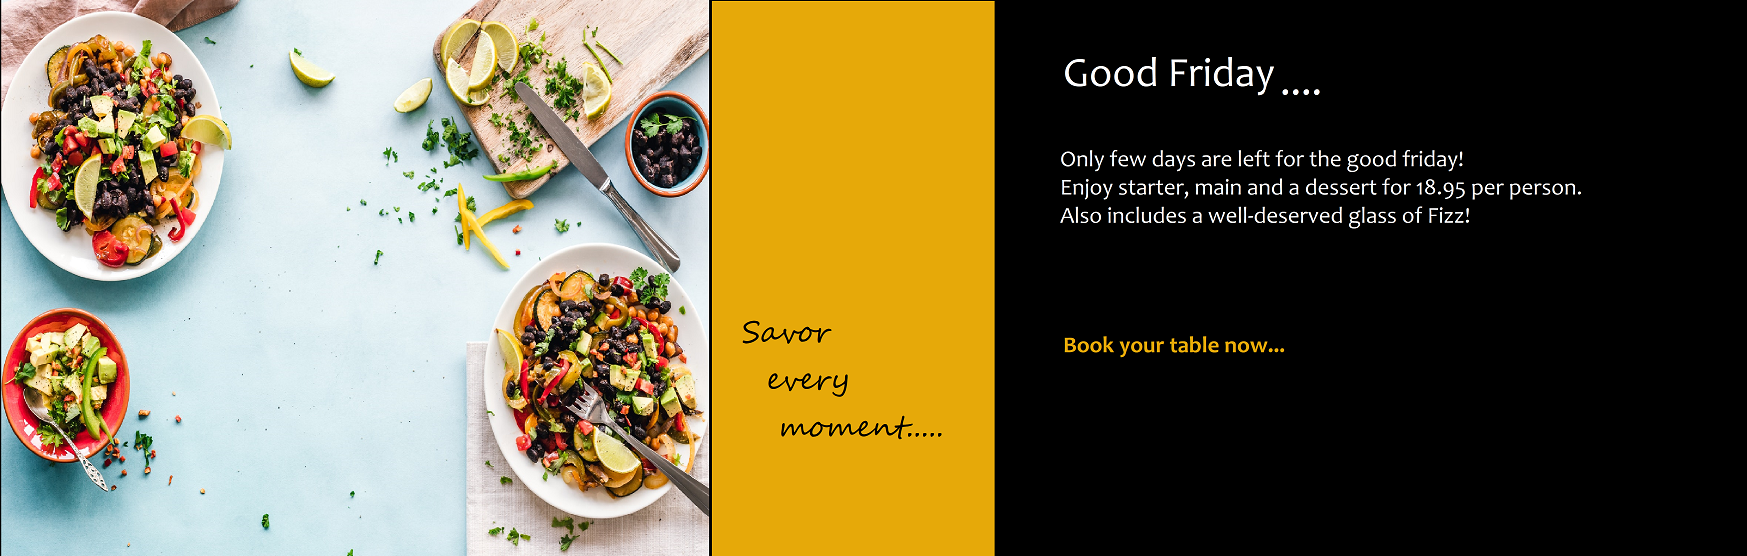 Savor
every
moment.....
Good Friday ....
Only few days are left for the good friday!
Enjoy starter, main and a dessert for 18.95 per person.
Also includes a well-deserved glass of Fizz!
Book your table now...